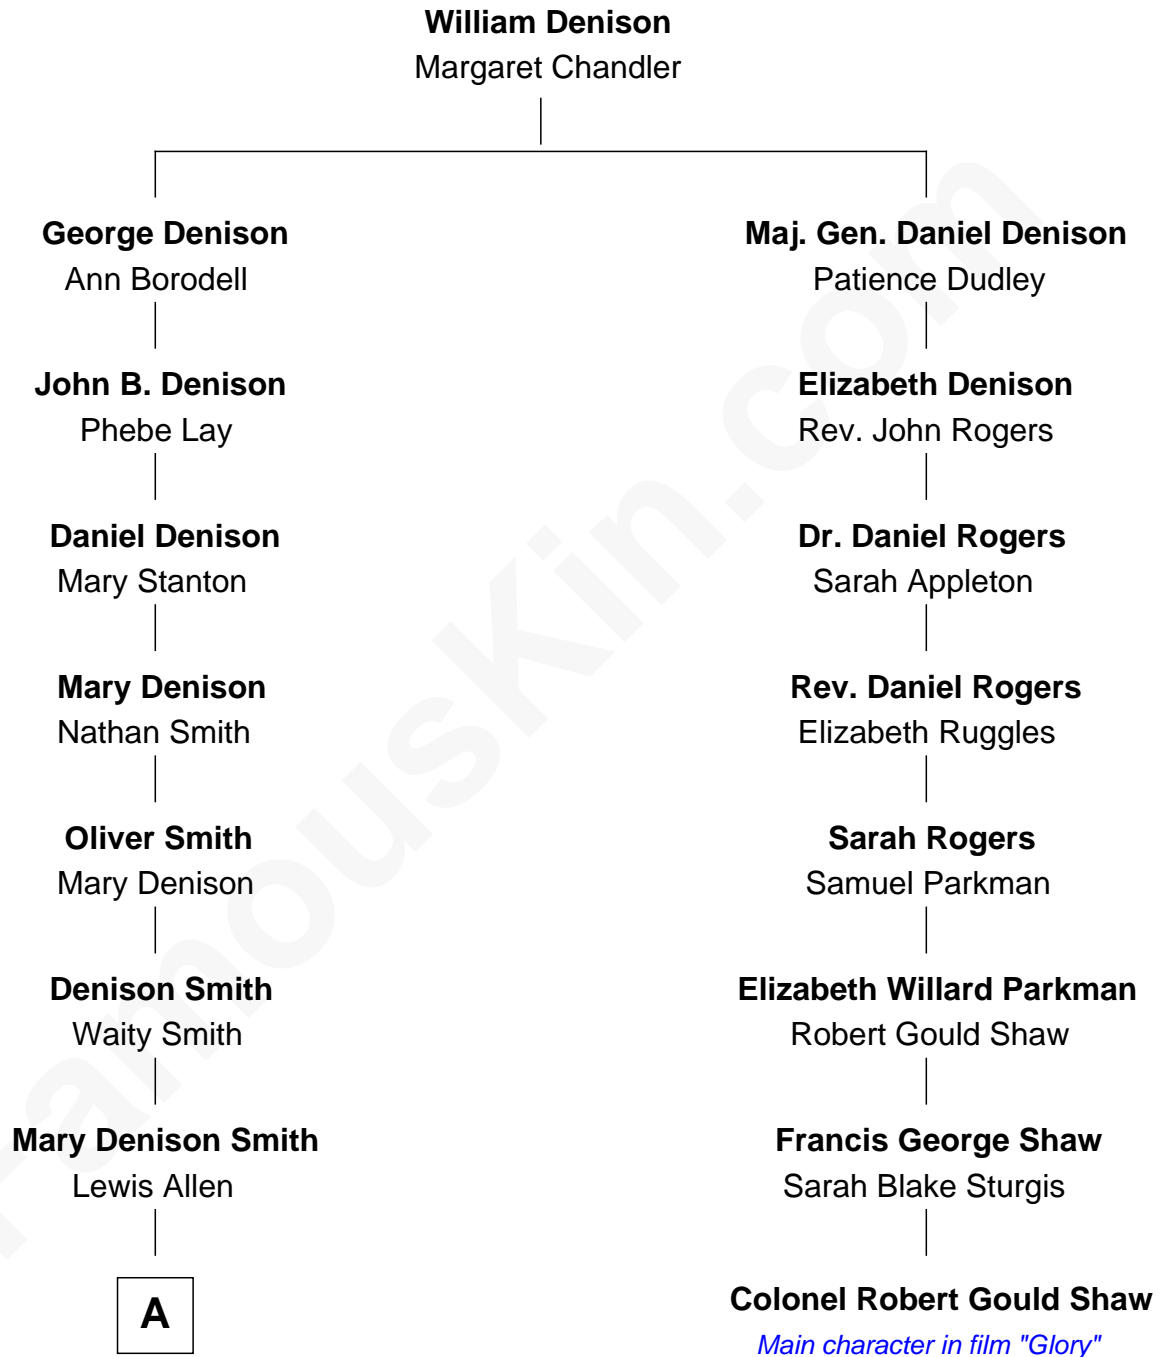 William Denison
Margaret Chandler
George Denison
Ann Borodell
John B. Denison
Phebe Lay
Daniel Denison
Mary Stanton
Mary Denison
Nathan Smith
Oliver Smith
Mary Denison
Denison Smith
Waity Smith
Mary Denison Smith
Lewis Allen
A
Maj. Gen. Daniel Denison
Patience Dudley
Elizabeth Denison
Rev. John Rogers
Dr. Daniel Rogers
Sarah Appleton
Rev. Daniel Rogers
Elizabeth Ruggles
Sarah Rogers
Samuel Parkman
Elizabeth Willard Parkman
Robert Gould Shaw
Francis George Shaw
Sarah Blake Sturgis
Colonel Robert Gould Shaw
Main character in film "Glory"
FamousKin.com